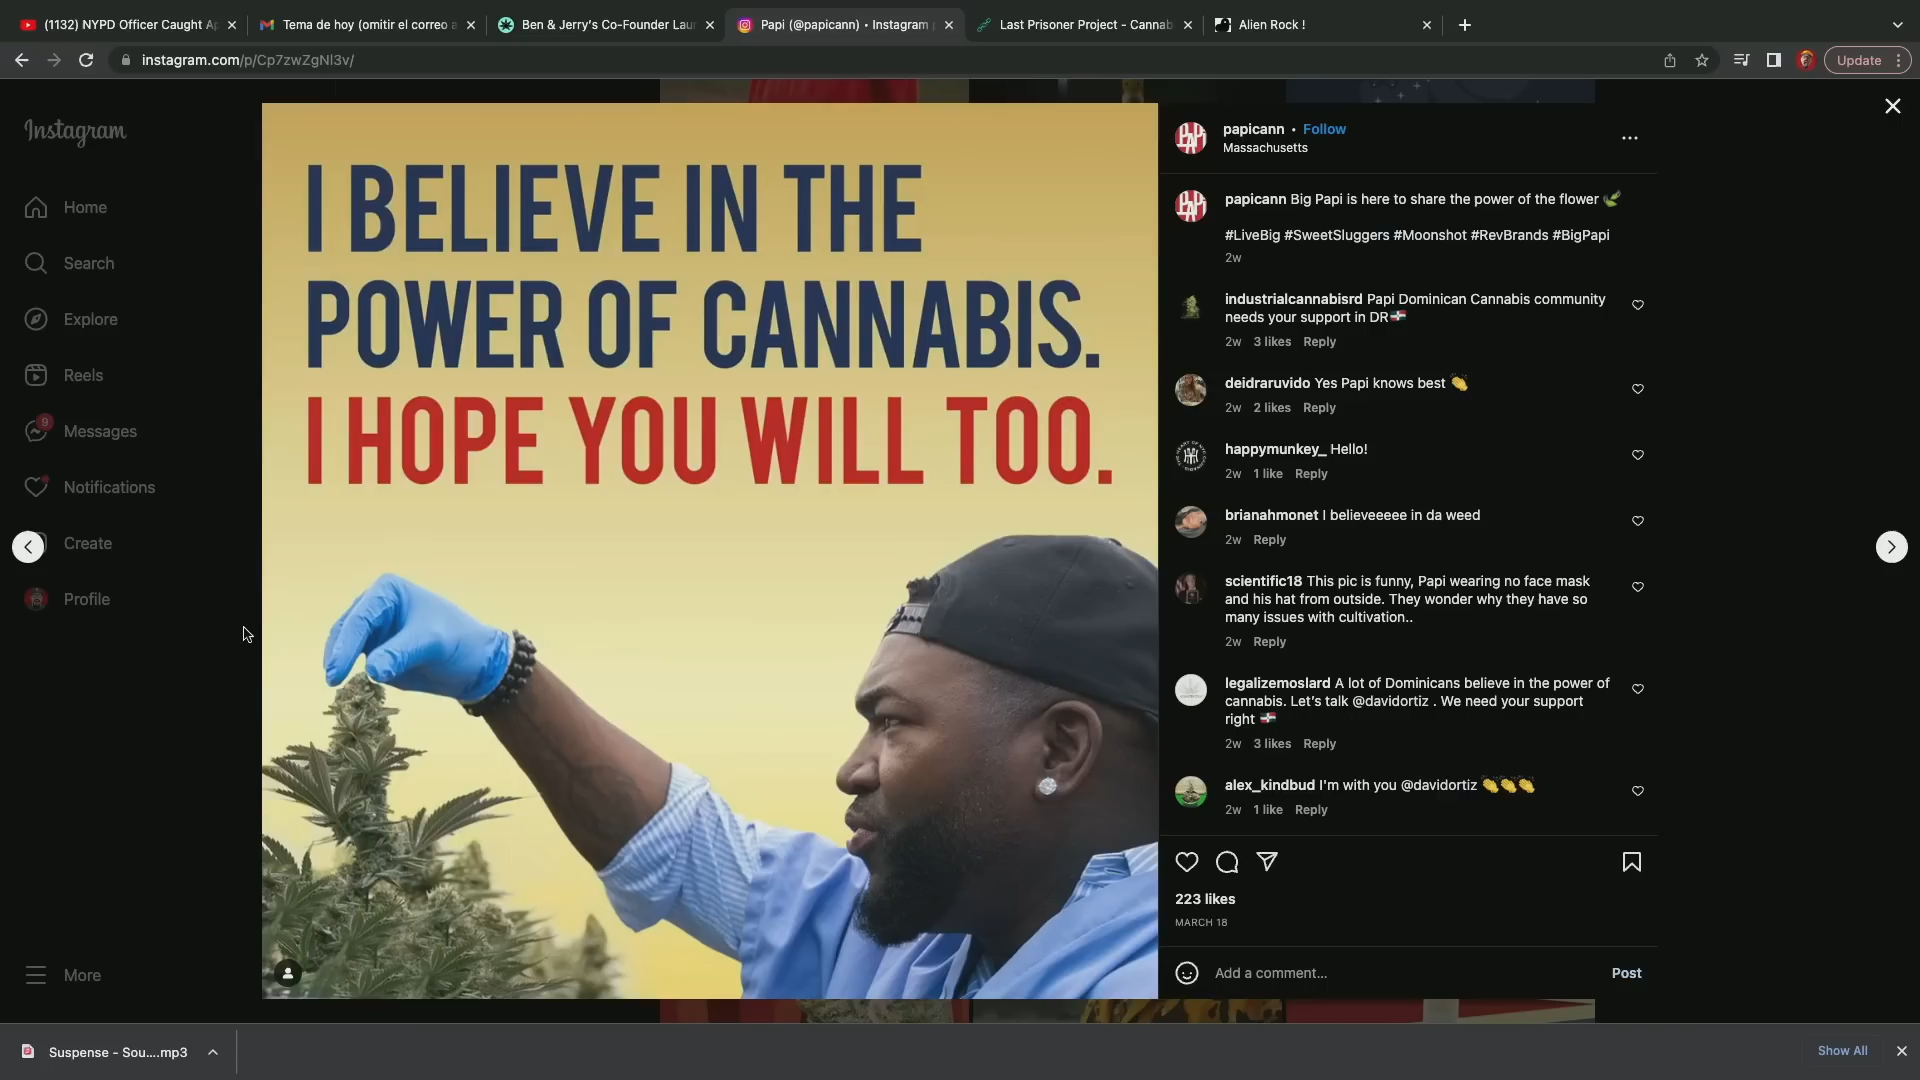 (1132) NYPD Officer Caught Ap
Tema de hoy (omitir el correo a
Ben & Jerry's Co-Founder Lau
Papi (@papicann) • Instagram p
Last Prisoner Project - Cannab
Alien Rock !
instagram.com/p/Cp7zwZgNl3v/
Update
Instagram
Home
Search
Explore
Reels
9
Messages
Notifications
Create
Profile
More
I BELIEVE IN THE
POWER OF CANNABIS.
I HOPE YOU WILL TOO.
PAPI
papicann • Follow
Massachusetts
PAPI
papicann Big Papi is here to share the power of the flower
#LiveBig #SweetSluggers #Moonshot #RevBrands #BigPapi
2w
industrialcannabisrd Papi Dominican Cannabis community
needs your support in DR🇩🇴
2w 3 likes Reply
deidraruvido Yes Papi knows best 👏
2w 2 likes Reply
happymunkey_ Hello!
2w 1 like Reply
brianahmonet I believeeeee in da weed
2w Reply
scientific18 This pic is funny, Papi wearing no face mask
and his hat from outside. They wonder why they have so
many issues with cultivation..
2w Reply
legalizemoslard A lot of Dominicans believe in the power of
cannabis. Let's talk @davidortiz . We need your support
right 🇩🇴
2w 3 likes Reply
alex_kindbud I'm with you @davidortiz 👏👏👏
2w 1 like Reply
223 likes
MARCH 18
Add a comment...
Post
Suspense - Sou....mp3
Show All